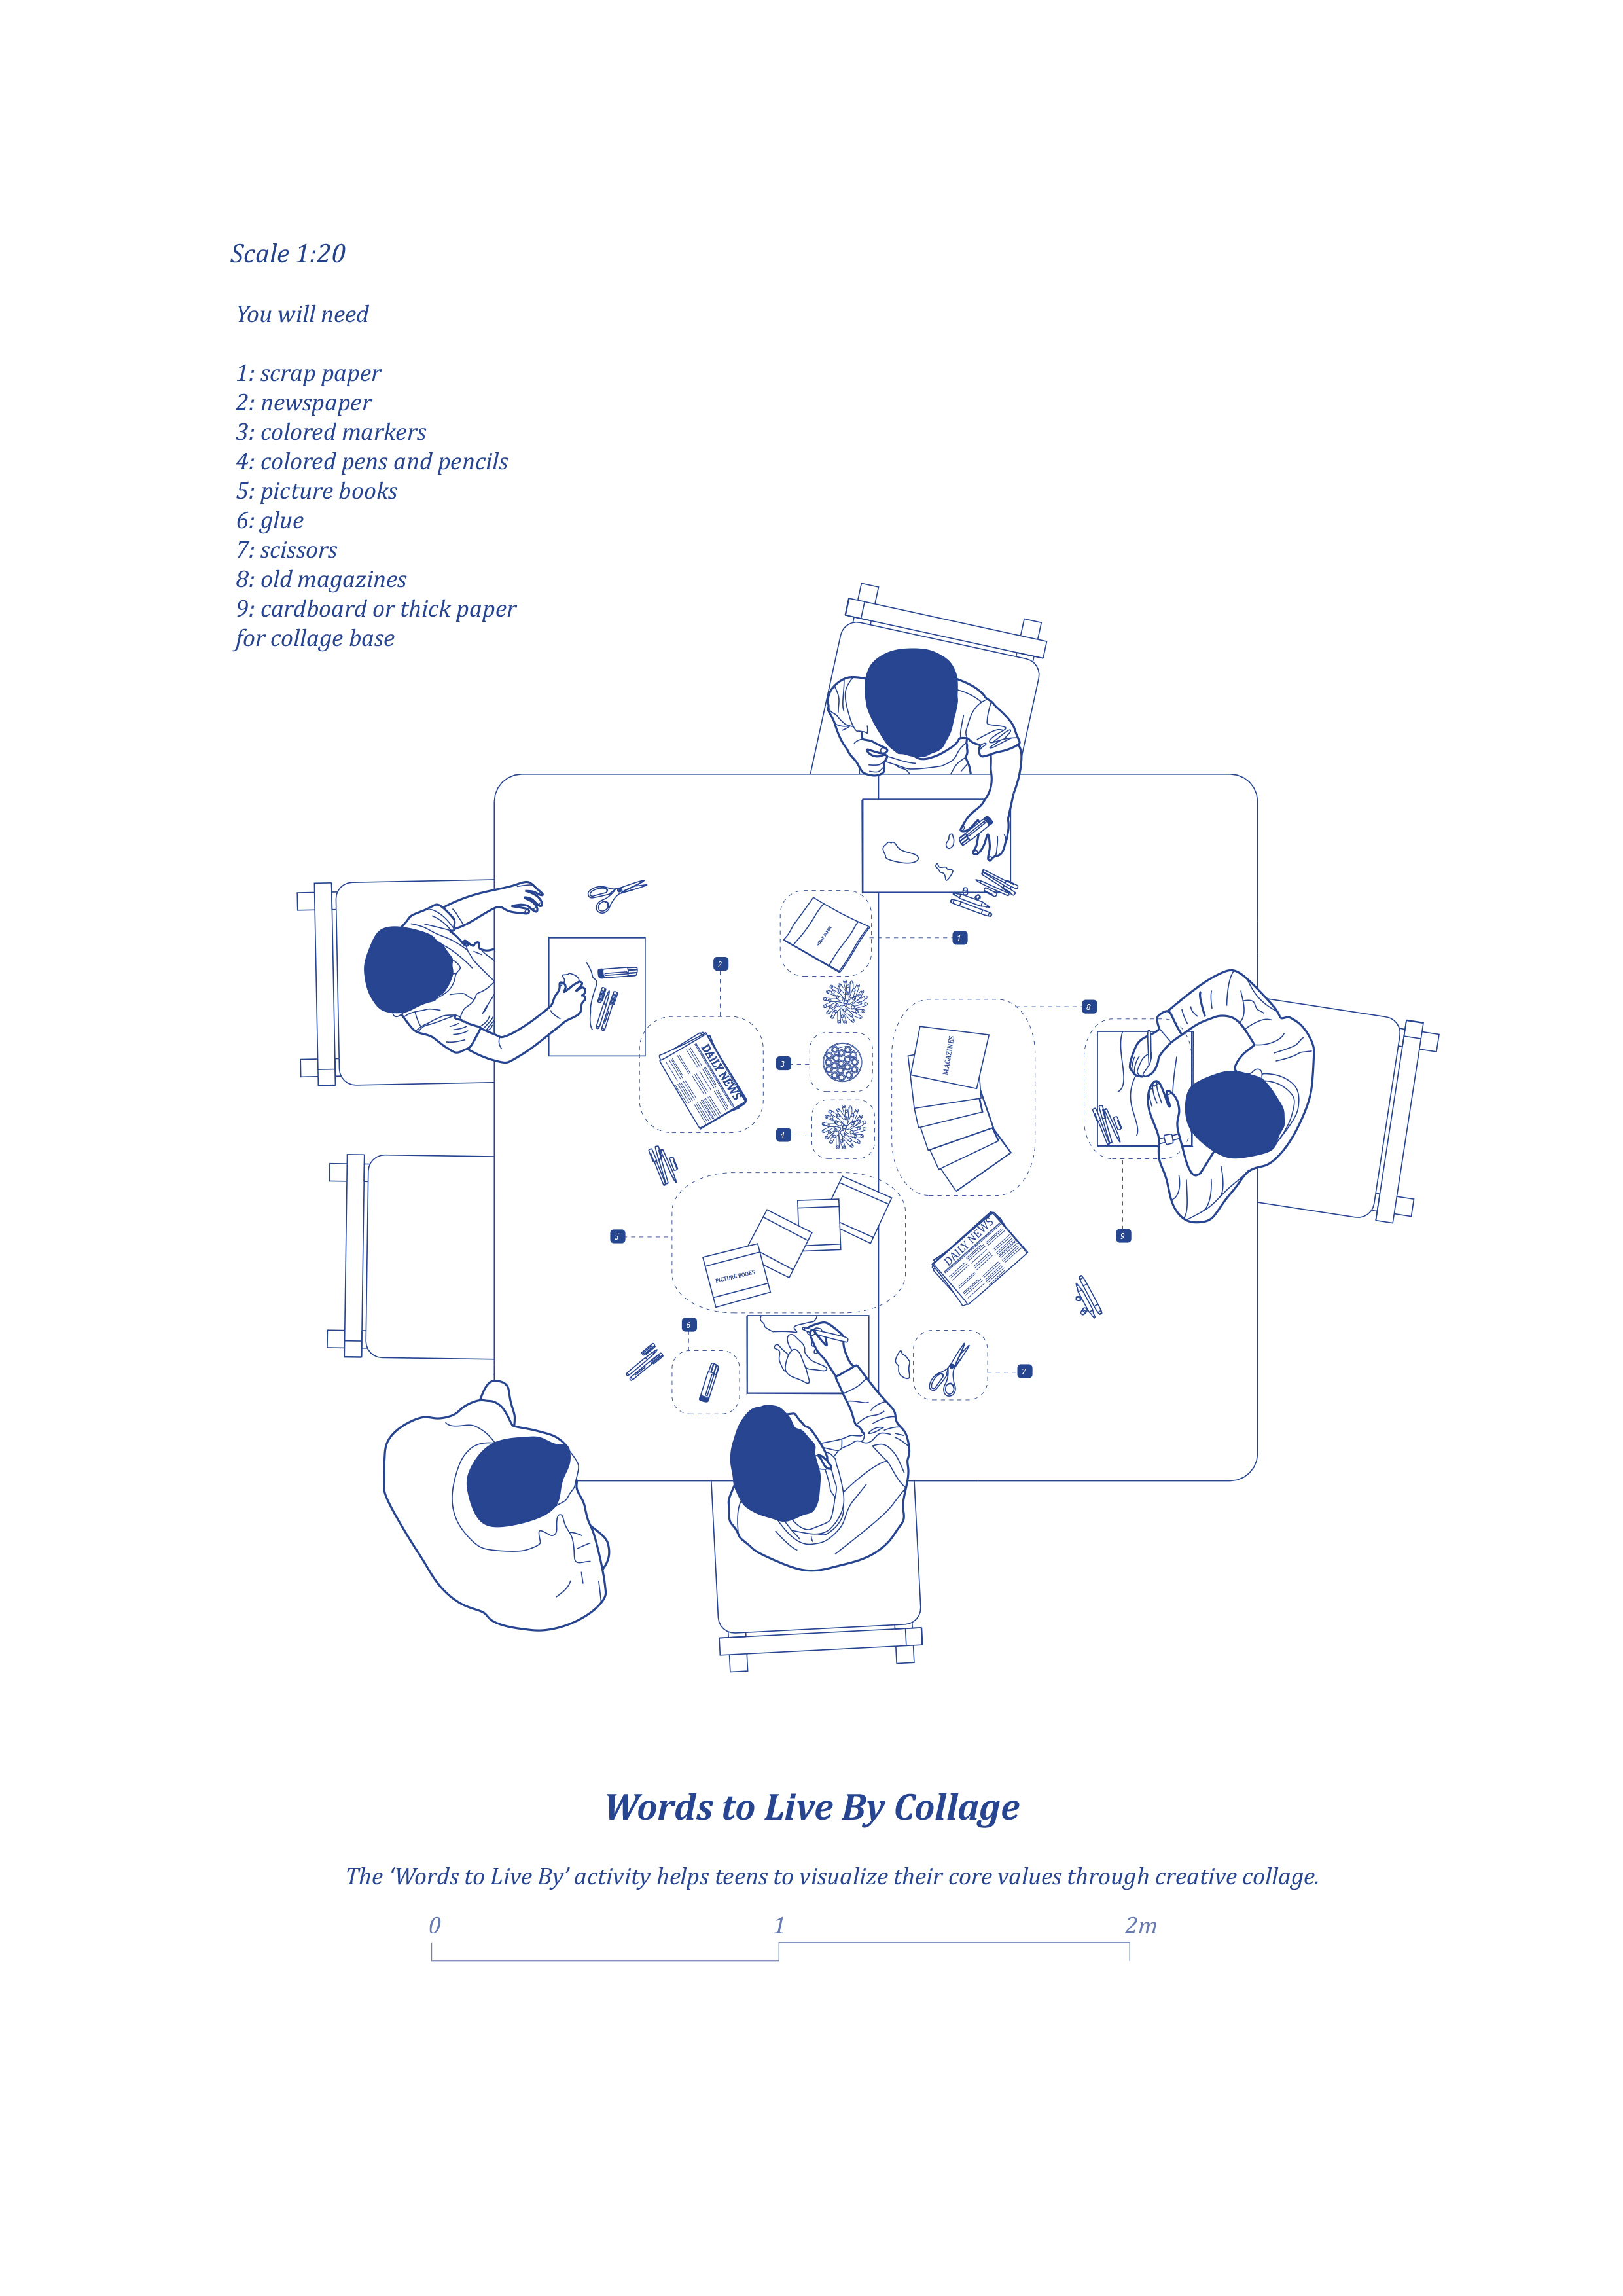 Scale 1:20
You will need
1: scrap paper
2: newspaper
3: colored markers
4: colored pens and pencils
5: picture books
6: glue
7: scissors
8: old magazines
9: cardboard or thick paper
for collage base
SCRAP PAPER
1
2
8
MAGAZINES
DAILY NEWS
3
4
5
PICTURE BOOKS
DAILY NEWS
9
6
7
Words to Live By Collage
The ‘Words to Live By’ activity helps teens to visualize their core values through creative collage.
0 1 2m